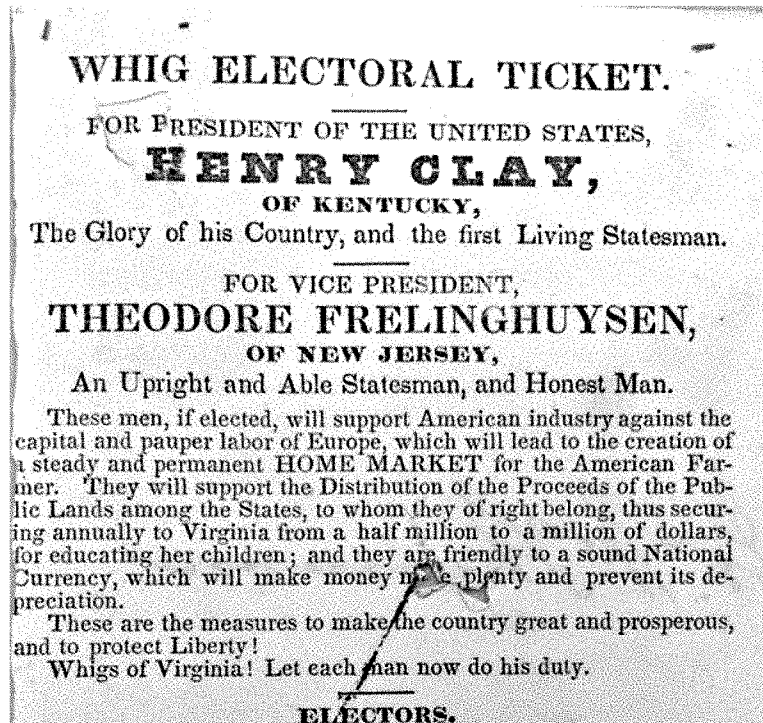 WHIG ELECTORAL TICKET.
FOR PRESIDENT OF THE UNITED STATES,
HENRY CLAY,
OF KENTUCKY,
The Glory of his Country, and the first Living Statesman.
FOR VICE PRESIDENT,
THEODORE FRELINGHUYSEN,
OF NEW JERSEY,
An Upright and Able Statesman, and Honest Man.
These men, if elected, will support American industry against the
capital and pauper labor of Europe, which will lead to the creation of
a steady and permanent HOME MARKET for the American Far-
mer. They will support the Distribution of the Proceeds of the Pub-
lic Lands among the States, to whom they of right belong, thus secur-
ing annually to Virginia from a half million to a million of dollars,
for educating her children; and they are friendly to a sound National
Currency, which will make money plenty and prevent its de-
preciation.
These are the measures to make the country great and prosperous,
and to protect Liberty!
Whigs of Virginia! Let each man now do his duty.
ELECTORS.